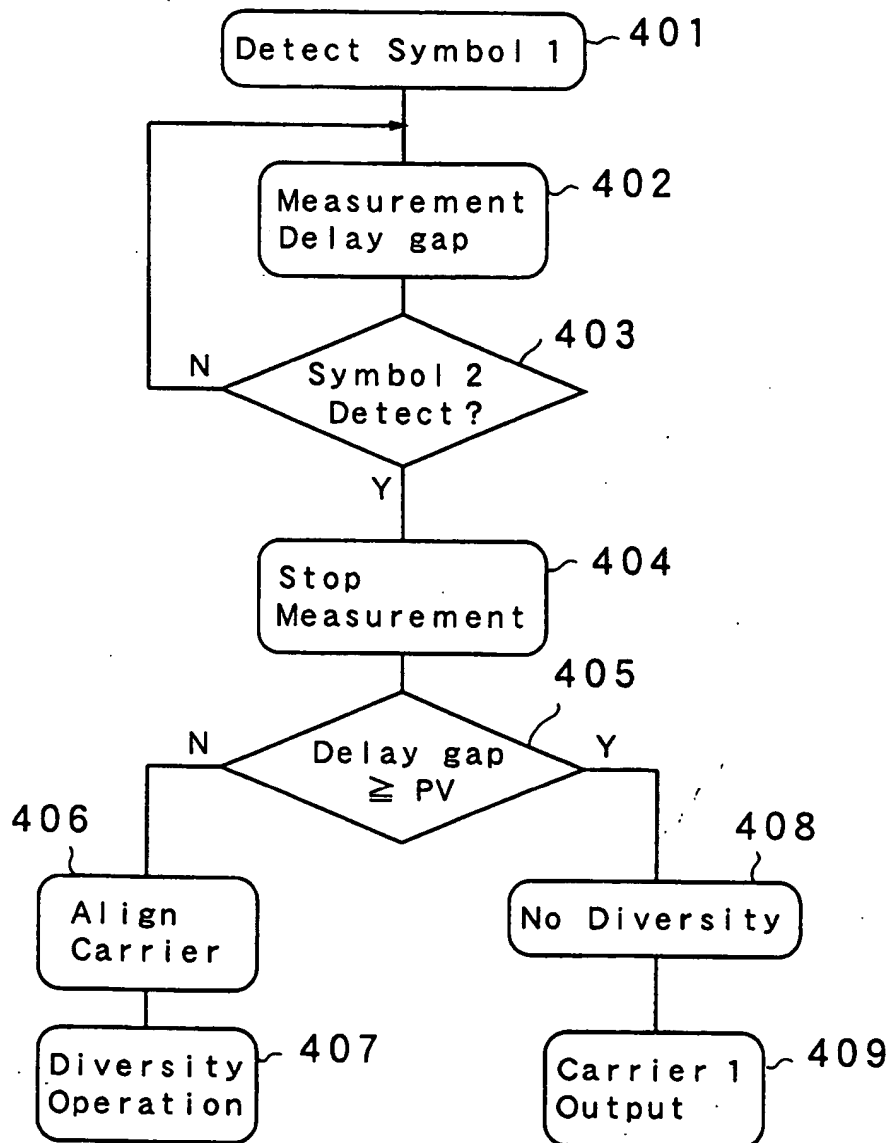 Detect Symbol 1
401
Measurement
Delay gap
402
403
N
Symbol 2
Detect?
Y
Stop
Measurement
404
405
N
Delay gap
≧ PV
Y
406
Align
Carrier
408
No Diversity
Diversity
Operation
407
Carrier 1
Output
409